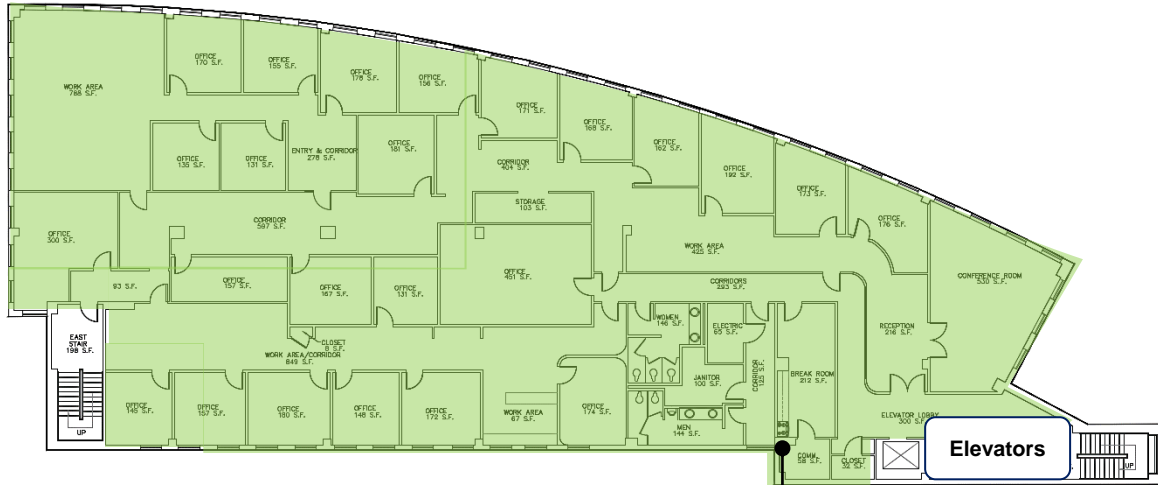 OFFICE
170 S.F.
OFFICE
155 S.F.
OFFICE
178 S.F.
OFFICE
156 S.F.
WORK AREA
788 S.F.
OFFICE
171 S.F.
OFFICE
168 S.F.
OFFICE
162 S.F.
OFFICE
192 S.F.
OFFICE
173 S.F.
OFFICE
176 S.F.
OFFICE
135 S.F.
OFFICE
131 S.F.
ENTRY & CORRIDOR
278 S.F.
OFFICE
181 S.F.
CORRIDOR
404 S.F.
STORAGE
103 S.F.
OFFICE
300 S.F.
CORRIDOR
597 S.F.
WORK AREA
425 S.F.
CONFERENCE ROOM
530 S.F.
93 S.F.
OFFICE
157 S.F.
OFFICE
167 S.F.
OFFICE
131 S.F.
OFFICE
451 S.F.
CORRIDORS
293 S.F.
EAST
STAIR
198 S.F.
CLOSET
8 S.F.
WORK AREA/CORRIDOR
849 S.F.
WOMEN
146 S.F.
ELECTRIC
65 S.F.
RECEPTION
216 S.F.
JANITOR
100 S.F.
CORRIDOR
125 S.F.
BREAK ROOM
212 S.F.
OFFICE
145 S.F.
OFFICE
157 S.F.
OFFICE
180 S.F.
OFFICE
148 S.F.
OFFICE
172 S.F.
WORK AREA
67 S.F.
OFFICE
174 S.F.
MEN
144 S.F.
ELEVATOR LOBBY
300 S.F.
UP
COMM.
58 S.F.
CLOSET
32 S.F.
Elevators
UP